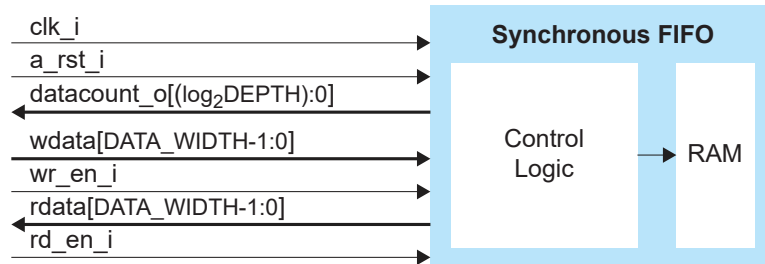 clk_i
a_rst_i
datacount_o[(log2DEPTH):0]
wdata[DATA_WIDTH-1:0]
wr_en_i
rdata[DATA_WIDTH-1:0]
rd_en_i
Synchronous FIFO
Control
Logic
RAM